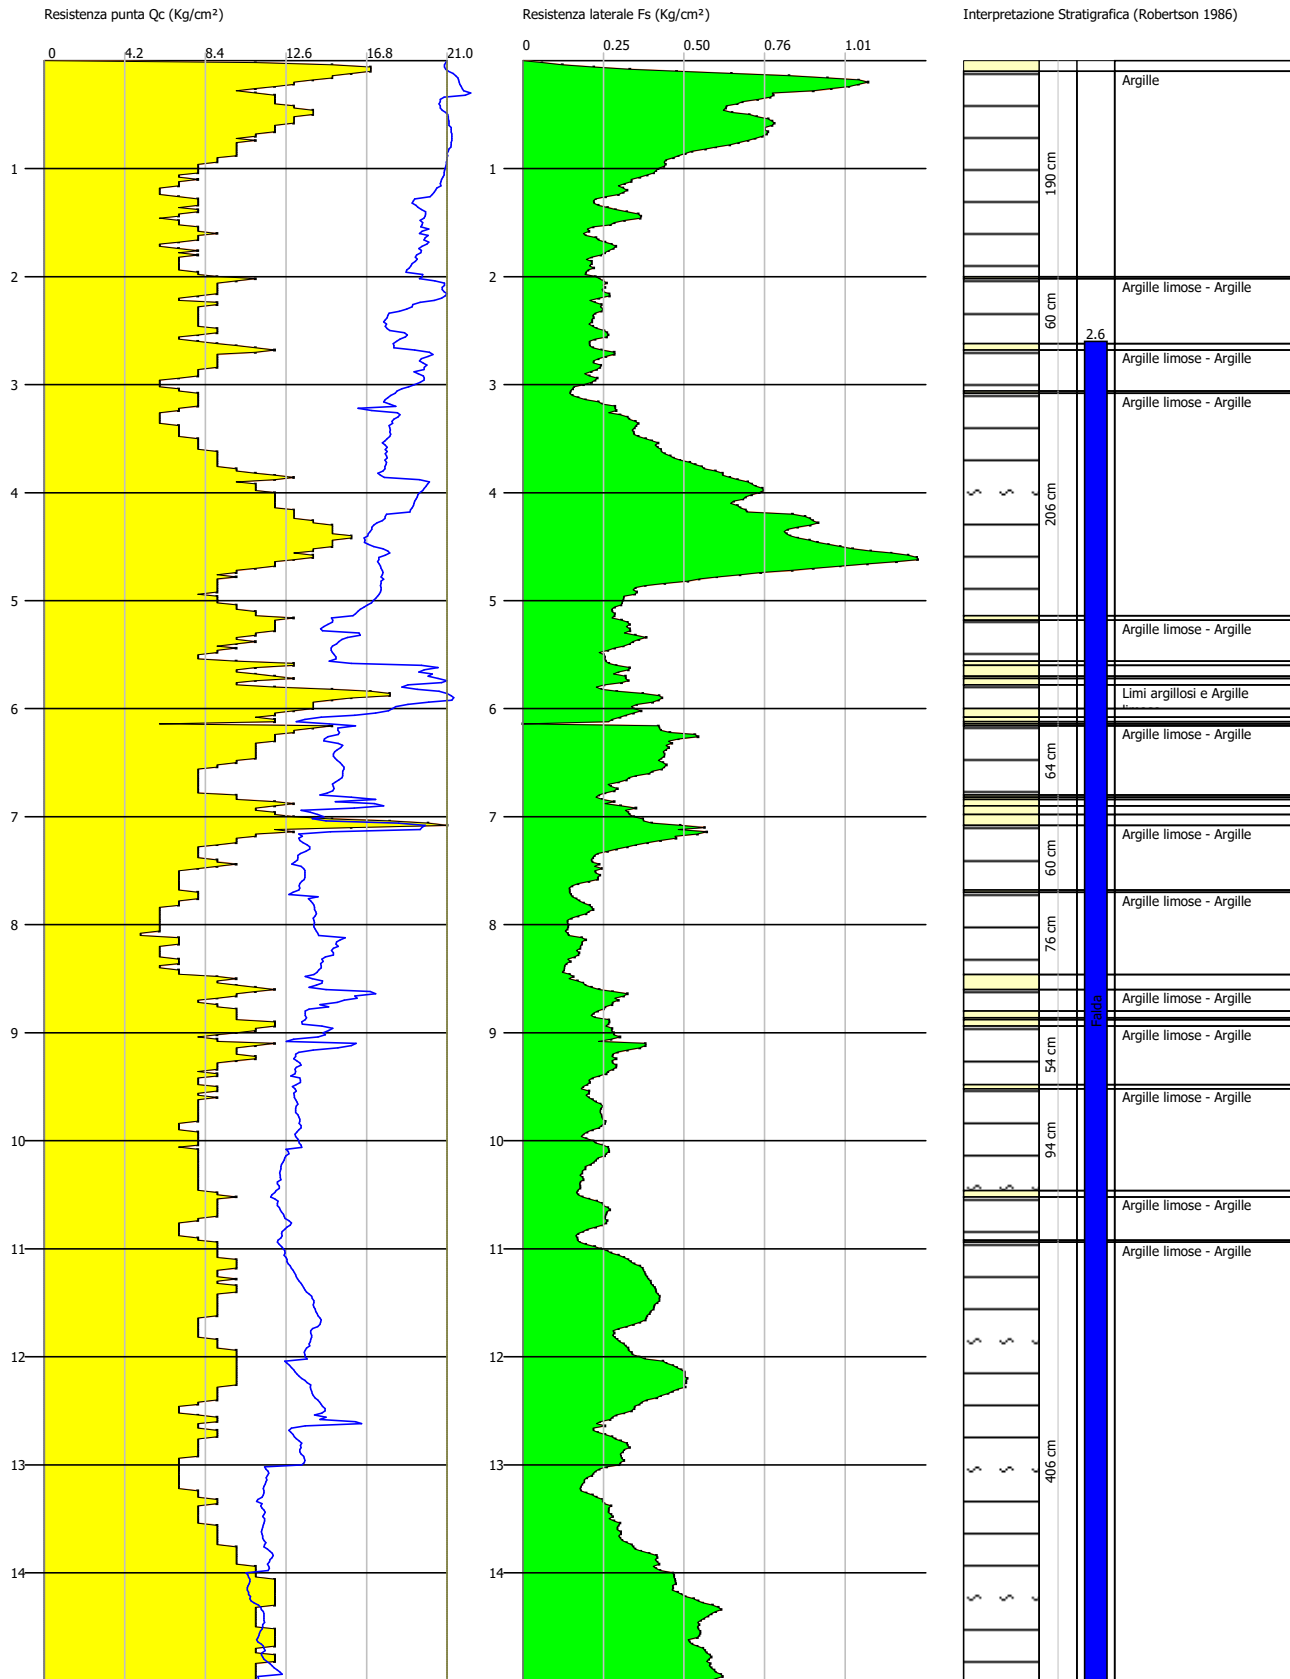 Resistenza punta Qc (Kg/cm²)
Resistenza laterale Fs (Kg/cm²)
Interpretazione Stratigrafica (Robertson 1986)
0 4.2 8.4 12.6 16.8 21.0
0 0.25 0.50 0.76 1.01
Argille
190 cm
1 1
2 2
Argille limose - Argille
60 cm
2.6
Argille limose - Argille
3 3
Argille limose - Argille
4 4
206 cm
5 5
Argille limose - Argille
Limi argillosi e Argille
6 6
Argille limose - Argille
64 cm
7 7
Argille limose - Argille
60 cm
Argille limose - Argille
8 8
76 cm
Argille limose - Argille
Falda
9 9
Argille limose - Argille
54 cm
Argille limose - Argille
10 10
94 cm
Argille limose - Argille
11 11
Argille limose - Argille
12 12
13 13
406 cm
14 14